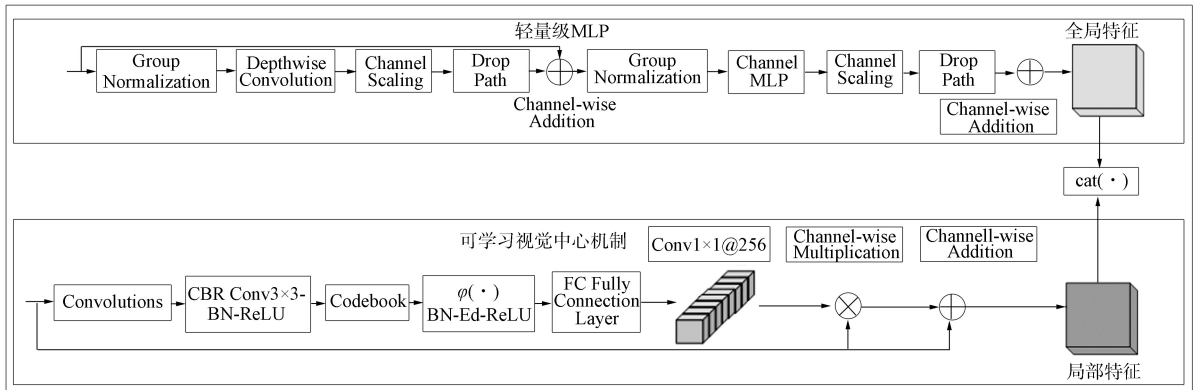 轻量级MLP
全局特征
Group
Normalization
Depthwise
Convolution
Channel
Scaling
Drop
Path
Channel-wise
Addition
Group
Normalization
Channel
MLP
Channel
Scaling
Drop
Path
Channel-wise
Addition
cat(·)
可学习视觉中心机制
Conv1×1@256
Channel-wise
Multiplication
Channell-wise
Addition
Convolutions
CBR Conv3×3-
BN-ReLU
Codebook
φ(·)
BN-Ed-ReLU
FC Fully
Connection
Layer
局部特征